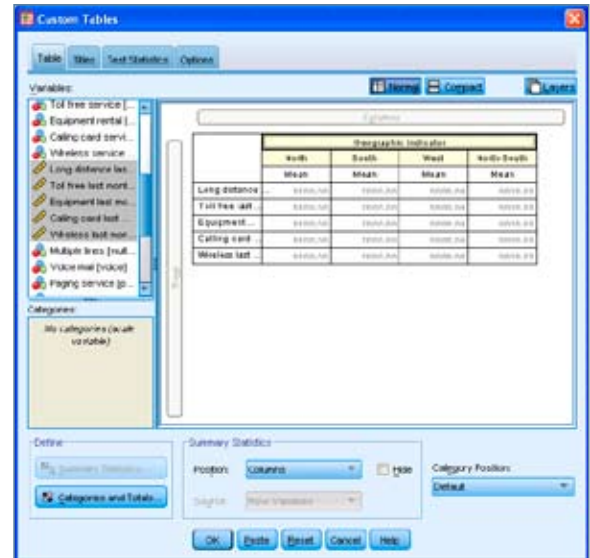 Custom Tables
Table Titles Test Statistics Options
Variables:
Normal Compact Layers
Toll free service [...
Equipment rental [...
Calling card servi...
Wireless service
Long distance las...
Toll free last mont...
Equipment last mo...
Calling card last ...
Wireless last mon...
Multiple lines [mult...
Voice mail [voice]
Paging service [p...
Columns
Geographic indicator
North South West North-South
Mean Mean Mean Mean
Long distance ...
Toll free last ...
Equipment ...
Calling card ...
Wireless last ...
Categories:
No categories (scale
variable)
Define
Summary Statistics...
Categories and Totals...
Summary Statistics
Position: Columns Hide
Source: Row Variables
Category Position:
Default
OK Paste Reset Cancel Help